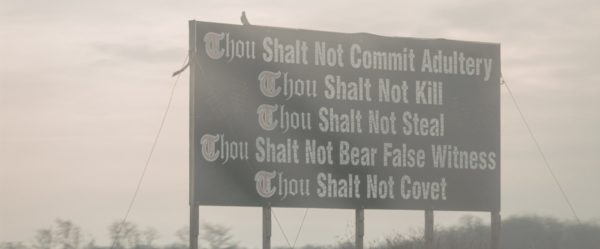 Thou Shalt Not Commit Adultery
Thou Shalt Not Kill
Thou Shalt Not Steal
Thou Shalt Not Bear False Witness
Thou Shalt Not Covet